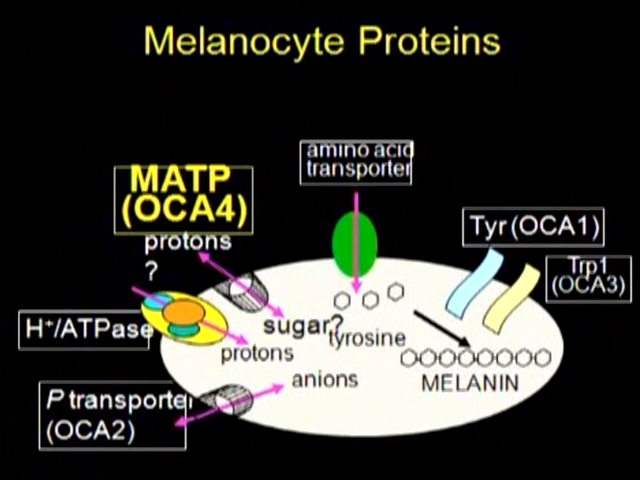 Melanocyte Proteins
amino acid
transporter
MATP
(OCA4)
protons
?
Tyr (OCA1)
Trp1
(OCA3)
H+/ATPase
sugar?
tyrosine
protons
anions
MELANIN
P transporter
(OCA2)